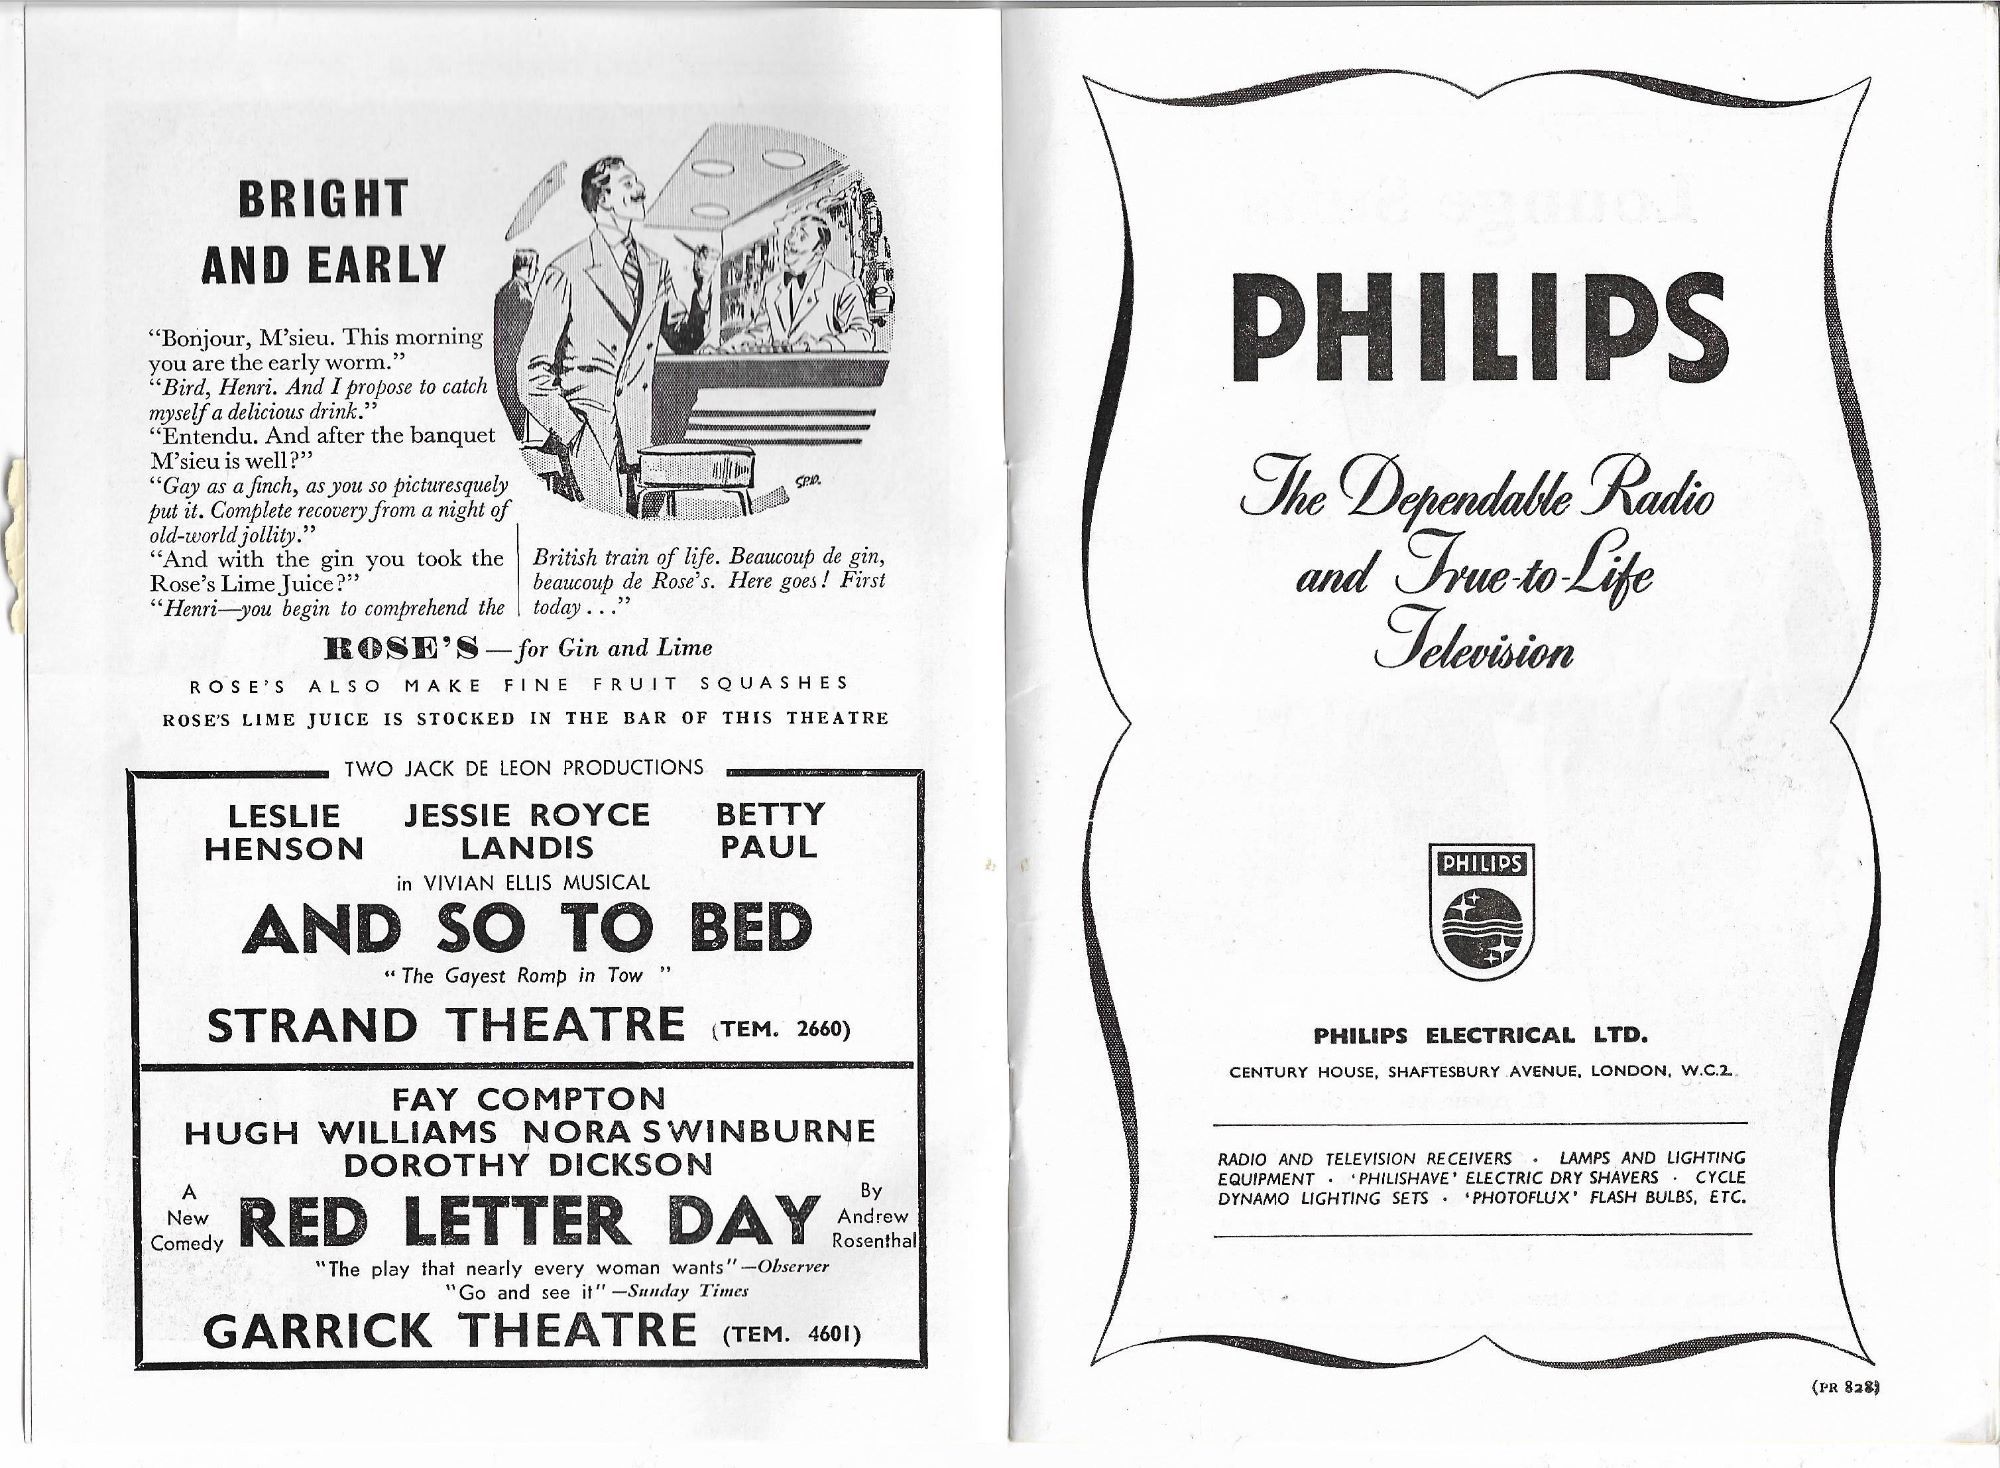 BRIGHT
AND EARLY
“Bonjour, M’sieu. This morning
you are the early worm.”
“Bird, Henri. And I propose to catch
myself a delicious drink.”
“Entendu. And after the banquet
M’sieu is well?”
“Gay as a finch, as you so picturesquely
put it. Complete recovery from a night of
old-world jollity.”
“And with the gin you took the
Rose’s Lime Juice?”
“Henri—you begin to comprehend the
British train of life. Beaucoup de gin,
beaucoup de Rose’s. Here goes! First
today . . .”
ROSE’S — for Gin and Lime
ROSE’S ALSO MAKE FINE FRUIT SQUASHES
ROSE’S LIME JUICE IS STOCKED IN THE BAR OF THIS THEATRE
TWO JACK DE LEON PRODUCTIONS
LESLIE JESSIE ROYCE BETTY
HENSON LANDIS PAUL
in VIVIAN ELLIS MUSICAL
AND SO TO BED
“The Gayest Romp in Tow ”
STRAND THEATRE (TEM. 2660)
FAY COMPTON
HUGH WILLIAMS NORA SWINBURNE
DOROTHY DICKSON
A
New
Comedy
RED LETTER DAY
By
Andrew
Rosenthal
"The play that nearly every woman wants"—Observer
"Go and see it"—Sunday Times
GARRICK THEATRE (TEM. 4601)
PHILIPS
The Dependable Radio
and True-to-Life
Television
PHILIPS
PHILIPS ELECTRICAL LTD.
CENTURY HOUSE, SHAFTESBURY AVENUE, LONDON, W.C.2.
RADIO AND TELEVISION RECEIVERS · LAMPS AND LIGHTING
EQUIPMENT · ‘PHILISHAVE’ ELECTRIC DRY SHAVERS · CYCLE
DYNAMO LIGHTING SETS · ‘PHOTOFLUX’ FLASH BULBS, ETC.
(PR 828)